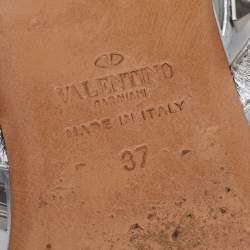 VALENTINO
GARAVANI
MADE IN ITALY
37